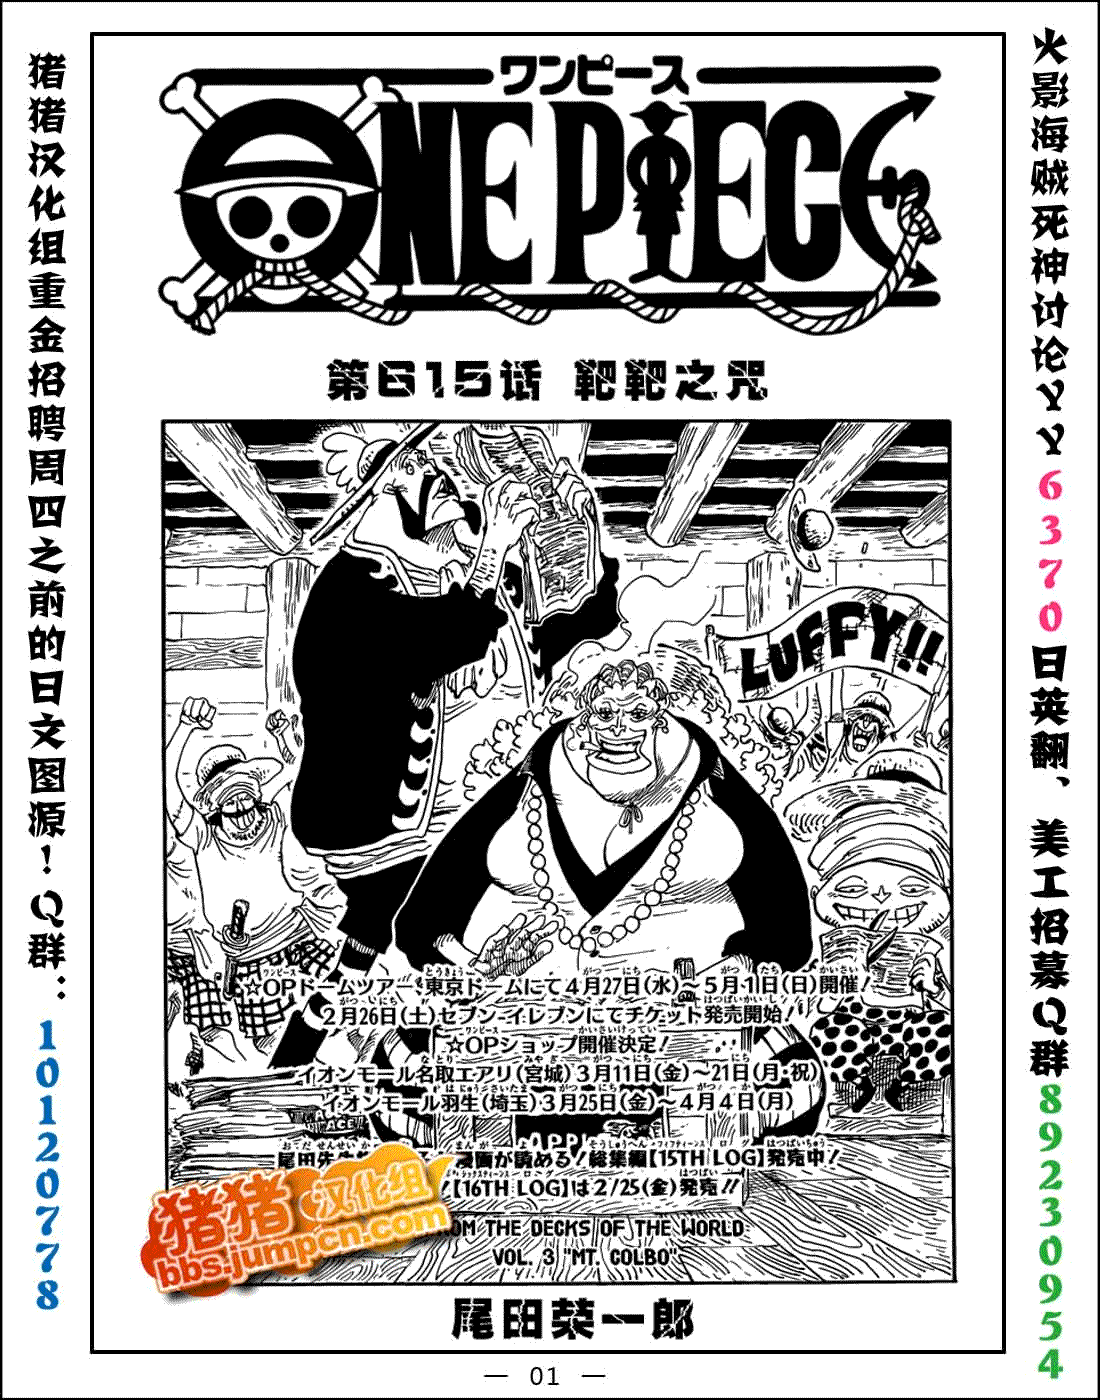 猪猪汉化组重金招聘周四之前的日文图源！Q群：101207778
火影海贼死神讨论YY6370日英翻、美工招募Q群89230954
ワンピース
ONE PIECE
第615话 靶靶之咒
LUFFY!!
☆OPドームツアー 東京ドームにて4月27日(水)～5月11日(日)開催！
2月26日(土)セブン-イレブンにてチケット発売開始！
☆OPショップ開催決定！
イオンモール名取エアリ(宮城)3月11日(金)～21日(月・祝)
イオンモール羽生(埼玉)3月25日(金)～4月4日(月)
尾田先生 漫画が読める！総集編【15TH LOG】発売中！
【16TH LOG】は2/25(金)発売!!
OM THE DECKS OF THE WORLD
VOL. 3 "MT. COLBO"
猪猪汉化组
bbs.jumpcn.com
尾田荣一郎
— 01 —